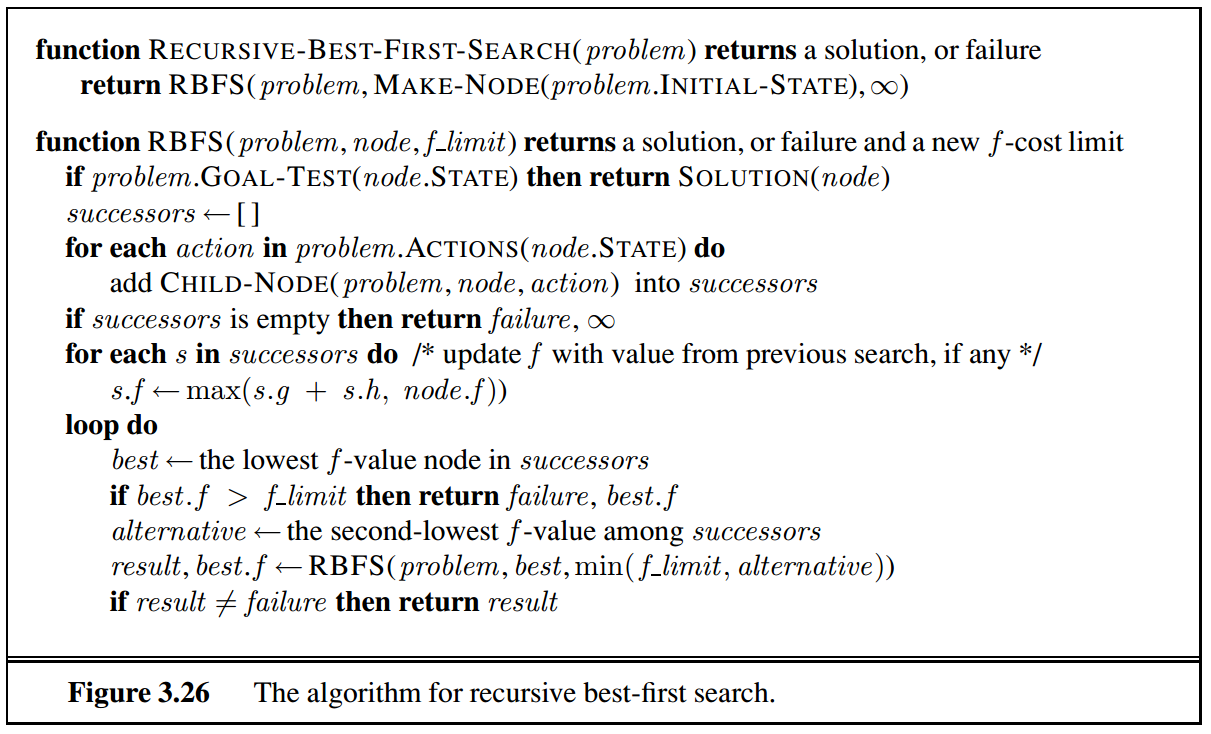 function RECURSIVE-BEST-FIRST-SEARCH(problem) returns a solution, or failure
return RBFS(problem, MAKE-NODE(problem.INITIAL-STATE), ∞)
function RBFS(problem, node, f_limit) returns a solution, or failure and a new f-cost limit
if problem.GOAL-TEST(node.STATE) then return SOLUTION(node)
successors ← [ ]
for each action in problem.ACTIONS(node.STATE) do
add CHILD-NODE(problem, node, action) into successors
if successors is empty then return failure, ∞
for each s in successors do /* update f with value from previous search, if any */
s.f ← max(s.g + s.h, node.f))
loop do
best ← the lowest f-value node in successors
if best.f > f_limit then return failure, best.f
alternative ← the second-lowest f-value among successors
result, best.f ← RBFS(problem, best, min(f_limit, alternative))
if result ≠ failure then return result
Figure 3.26 The algorithm for recursive best-first search.